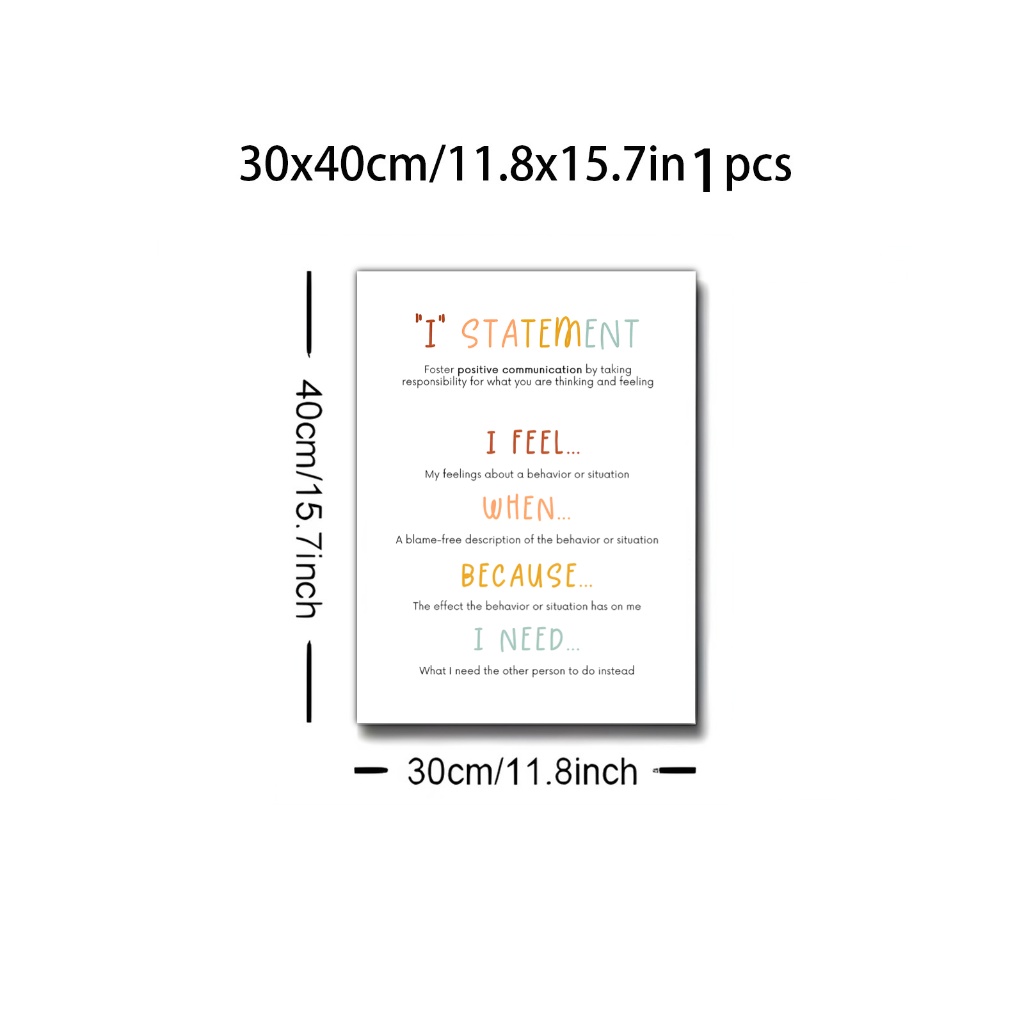 30x40cm/11.8x15.7in 1 pcs
40cm/15.7inch
"I" STATEMENT
Foster positive communication by taking
responsibility for what you are thinking and feeling
I FEEL...
My feelings about a behavior or situation
WHEN...
A blame-free description of the behavior or situation
BECAUSE...
The effect the behavior or situation has on me
I NEED...
What I need the other person to do instead
30cm/11.8inch